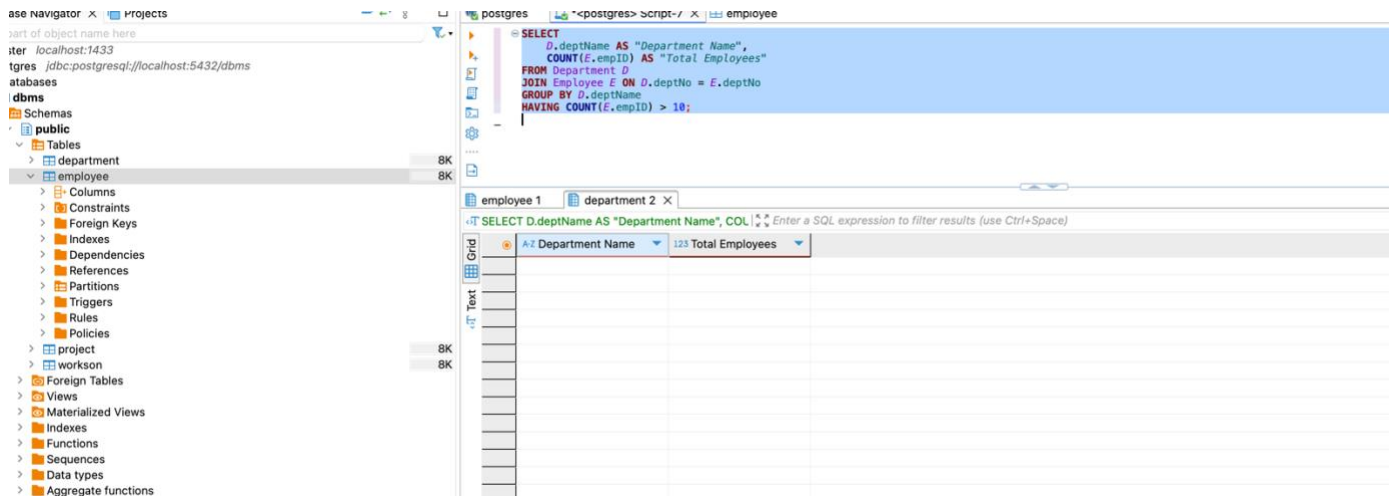 ase Navigator × Projects
part of object name here
ster localhost:1433
tgres jdbc:postgresql://localhost:5432/dbms
atabases
dbms
Schemas
public
Tables
department 8K
employee 8K
Columns
Constraints
Foreign Keys
Indexes
Dependencies
References
Partitions
Triggers
Rules
Policies
project 8K
workson 8K
Foreign Tables
Views
Materialized Views
Indexes
Functions
Sequences
Data types
Aggregate functions
postgres *<postgres> Script-7 × employee
SELECT
D.deptName AS "Department Name",
COUNT(E.empID) AS "Total Employees"
FROM Department D
JOIN Employee E ON D.deptNo = E.deptNo
GROUP BY D.deptName
HAVING COUNT(E.empID) > 10;
employee 1 department 2 ×
SELECT D.deptName AS "Department Name", COU Enter a SQL expression to filter results (use Ctrl+Space)
Grid
Text
A-Z Department Name 123 Total Employees